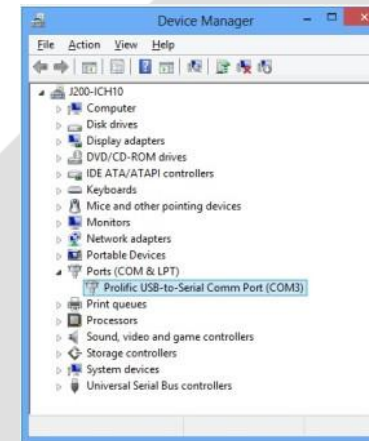 Device Manager
File Action View Help
J200-ICH10
Computer
Disk drives
Display adapters
DVD/CD-ROM drives
IDE ATA/ATAPI controllers
Keyboards
Mice and other pointing devices
Monitors
Network adapters
Portable Devices
Ports (COM & LPT)
Prolific USB-to-Serial Comm Port (COM3)
Print queues
Processors
Sound, video and game controllers
Storage controllers
System devices
Universal Serial Bus controllers